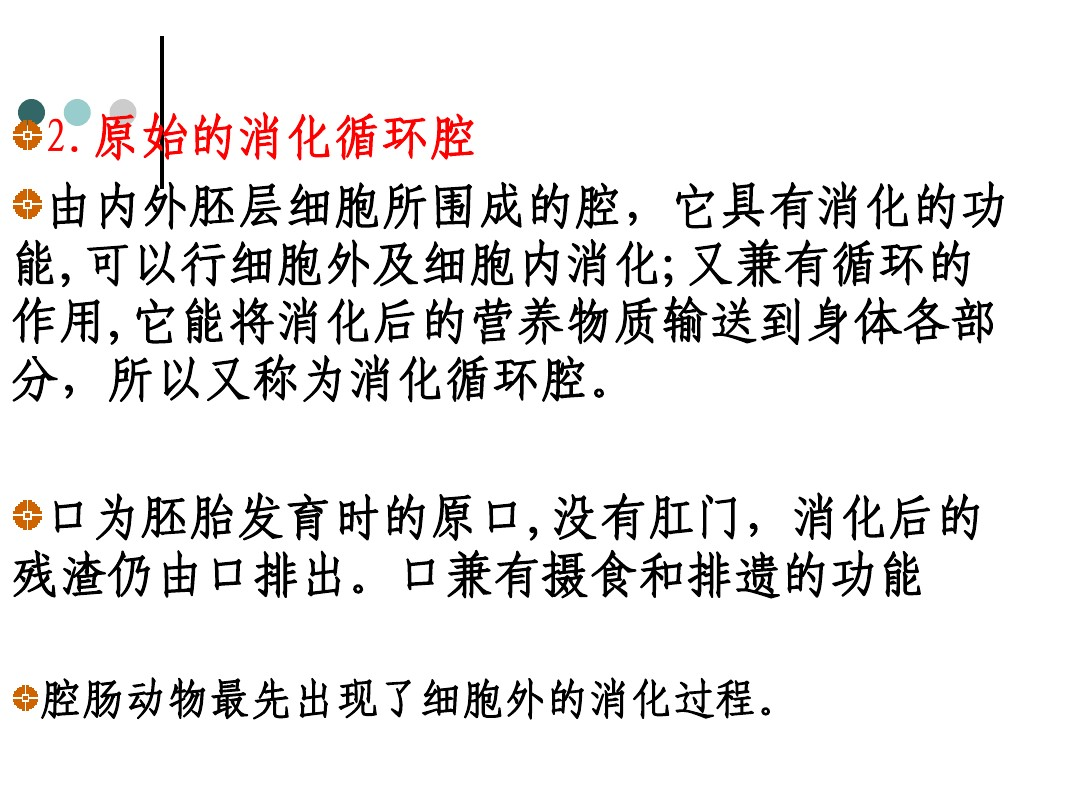 2. 原始的消化循环腔
由内外胚层细胞所围成的腔，它具有消化的功
能, 可以行细胞外及细胞内消化; 又兼有循环的
作用, 它能将消化后的营养物质输送到身体各部
分，所以又称为消化循环腔。
口为胚胎发育时的原口, 没有肛门，消化后的
残渣仍由口排出。口兼有摄食和排遗的功能
腔肠动物最先出现了细胞外的消化过程。